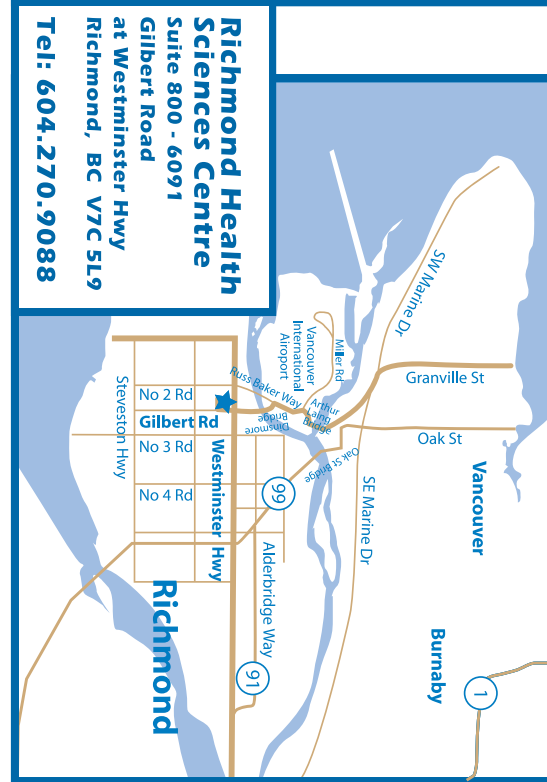 Richmond Health
Sciences Centre
Suite 800 - 6091
Gilbert Road
at Westminster Hwy
Richmond, BC V7C 5L9
Tel: 604.270.9088
SW Marine Dr
Granville St
Oak St
Vancouver
Burnaby
1
SE Marine Dr
Miller Rd
Vancouver
International
Aiроport
Arthur
Laing
Bridge
Russ Baker Way
Dinsmore
Bridge
Oak St Bridge
No 2 Rd
Gilbert Rd
No 3 Rd
No 4 Rd
Steveston Hwy
Westminster Hwy
99
Alderbridge Way
91
Richmond